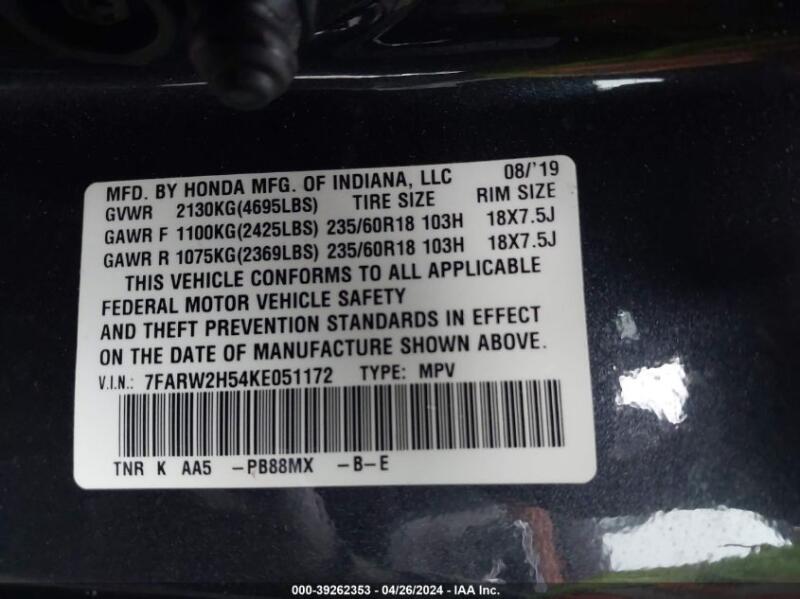 MFD. BY HONDA MFG. OF INDIANA, LLC 08/'19
GVWR 2130KG(4695LBS) TIRE SIZE RIM SIZE
GAWR F 1100KG(2425LBS) 235/60R18 103H 18X7.5J
GAWR R 1075KG(2369LBS) 235/60R18 103H 18X7.5J
THIS VEHICLE CONFORMS TO ALL APPLICABLE
FEDERAL MOTOR VEHICLE SAFETY
AND THEFT PREVENTION STANDARDS IN EFFECT
ON THE DATE OF MANUFACTURE SHOWN ABOVE.
V.I.N.: 7FARW2H54KE051172 TYPE: MPV
TNR K AA5 -PB88MX -B-E
000-39262353 - 04/26/2024 - IAA Inc.